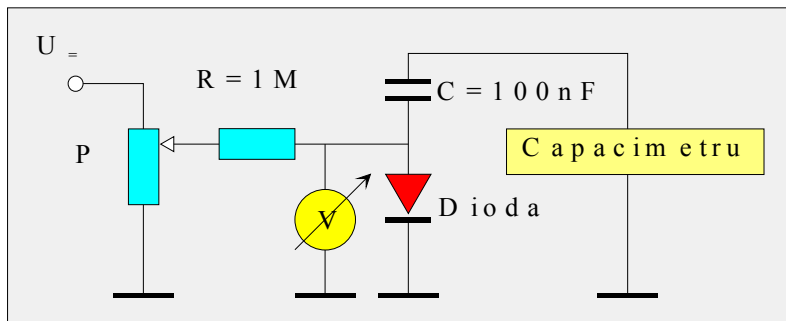 U =
R = 1 M
C = 100nF
P
Capacimetru
V
Dioda